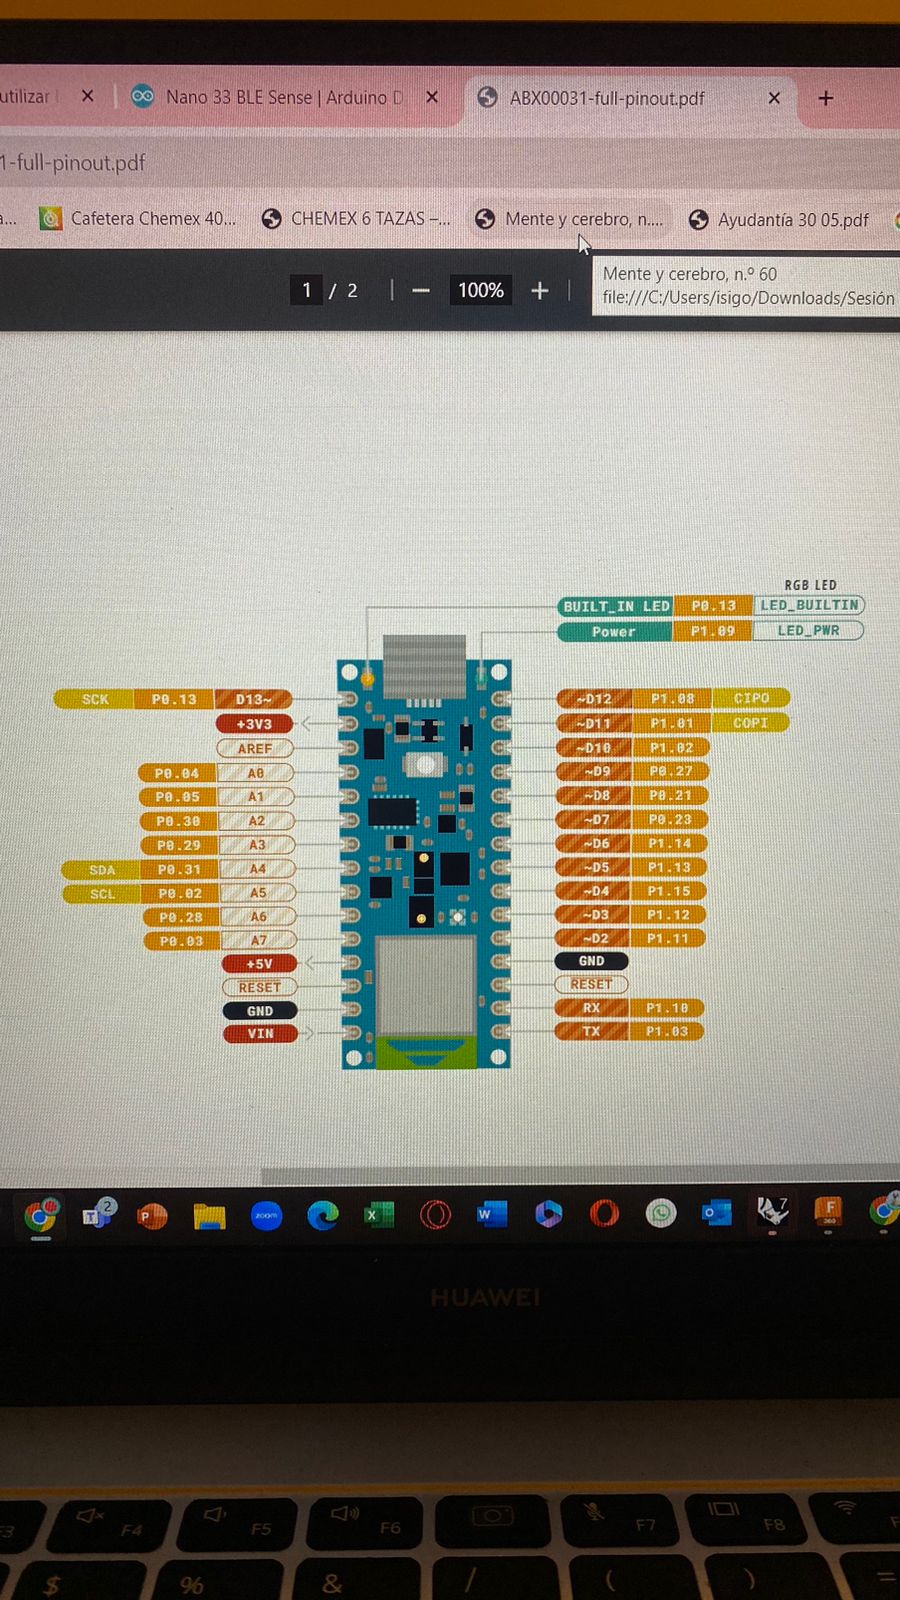 utilizar
Nano 33 BLE Sense | Arduino D
ABX00031-full-pinout.pdf
1-full-pinout.pdf
a...
Cafetera Chemex 40...
CHEMEX 6 TAZAS –...
Mente y cerebro, n....
Ayudantía 30 05.pdf
1 / 2
100%
Mente y cerebro, n.º 60
file:///C:/Users/isigo/Downloads/Sesión
RGB LED
BUILT_IN LED P0.13 LED_BUILTIN
Power P1.09 LED_PWR
SCK P0.13 D13~
+3V3
AREF
P0.04 A0
P0.05 A1
P0.30 A2
P0.29 A3
SDA P0.31 A4
SCL P0.02 A5
P0.28 A6
P0.03 A7
+5V
RESET
GND
VIN
~D12 P1.08 CIPO
~D11 P1.01 COPI
~D10 P1.02
~D9 P0.27
~D8 P0.21
~D7 P0.23
~D6 P1.14
~D5 P1.13
~D4 P1.15
~D3 P1.12
~D2 P1.11
GND
RESET
RX P1.10
TX P1.03
2
T
P
zoom
X
W
O
7
F
360
HUAWEI
F3 F4 F5 F6 F7 F8
$ % & / ( ) =